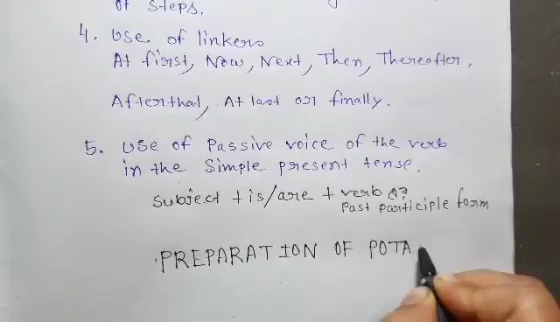 of steps.
4. Use of linkers
At first, Now, Next, Then, Thereafter,
After that, At last or finally.
5. Use of Passive voice of the verb
in the Simple present tense.
Subject + is/are + verb
Past participle form
PREPARATION OF POTA